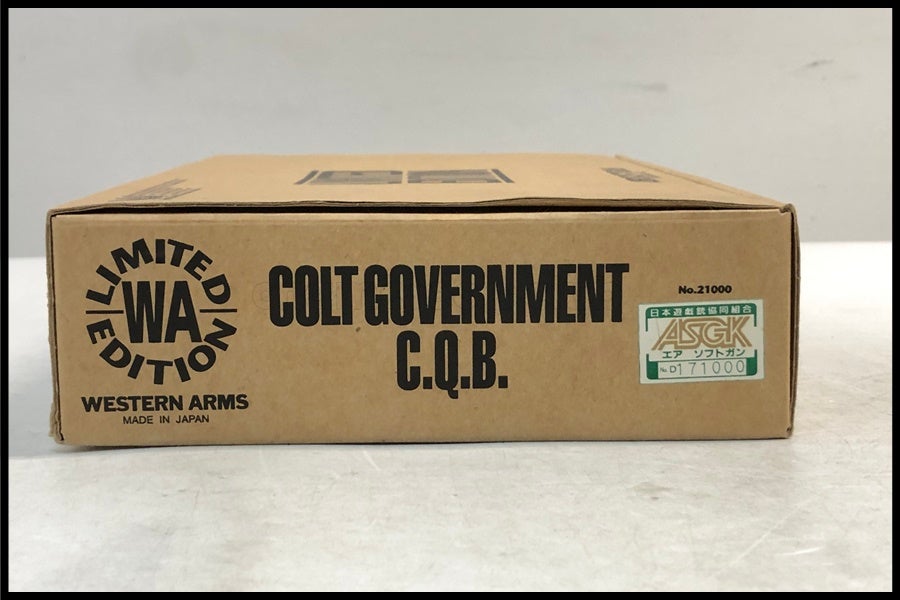 LIMITED
WA
EDITION
WESTERN ARMS
MADE IN JAPAN
COLT GOVERNMENT
C.Q.B.
No.21000
日本遊戯銃協同組合
ASGK
エア ソフトガン
No. D171000